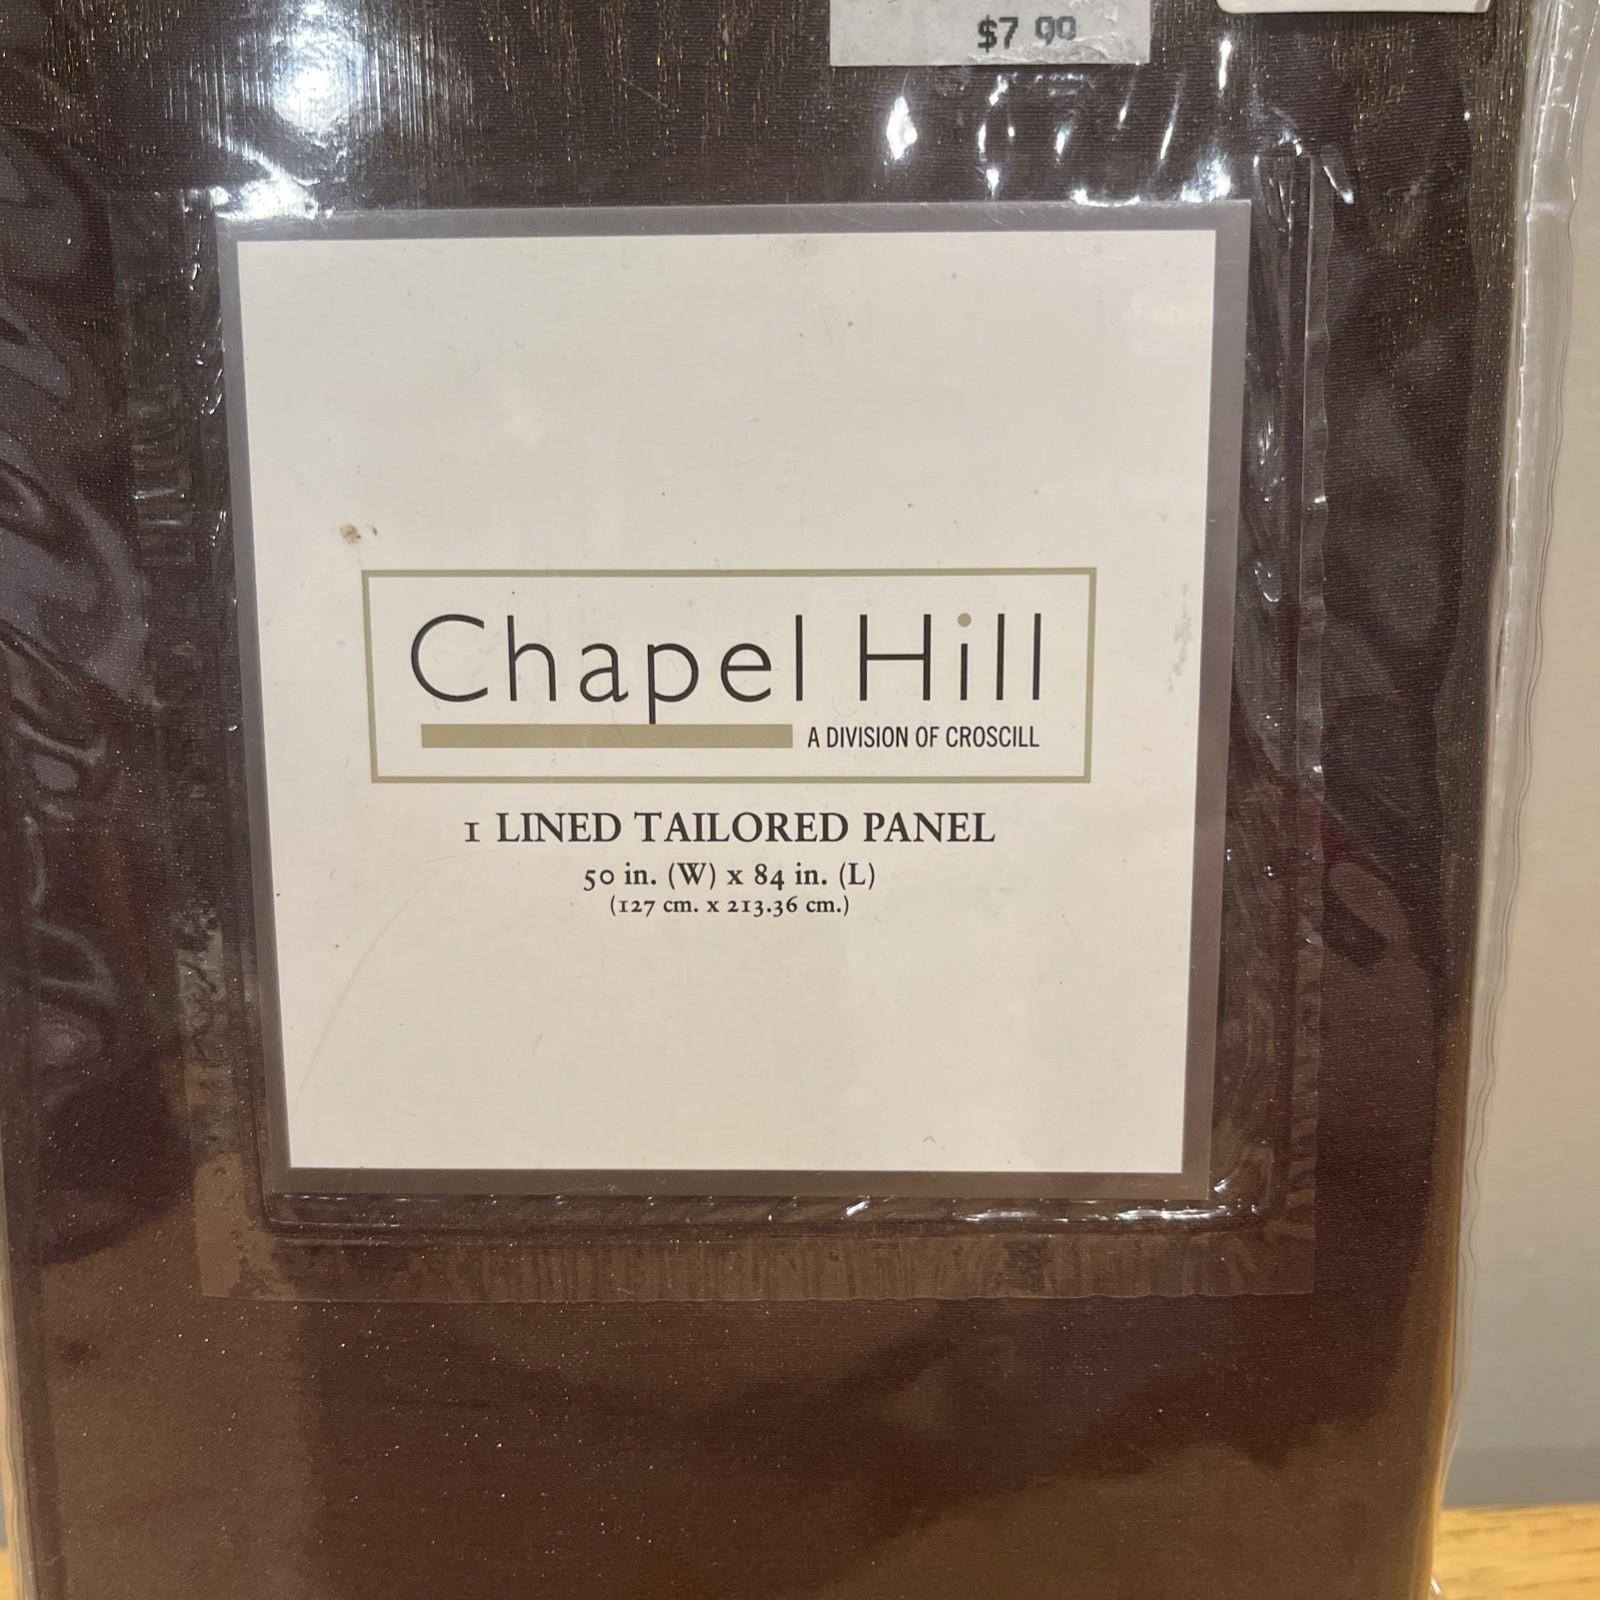 $7 99
Chapel Hill
A DIVISION OF CROSCILL
1 LINED TAILORED PANEL
50 in. (W) x 84 in. (L)
(127 cm. x 213.36 cm.)